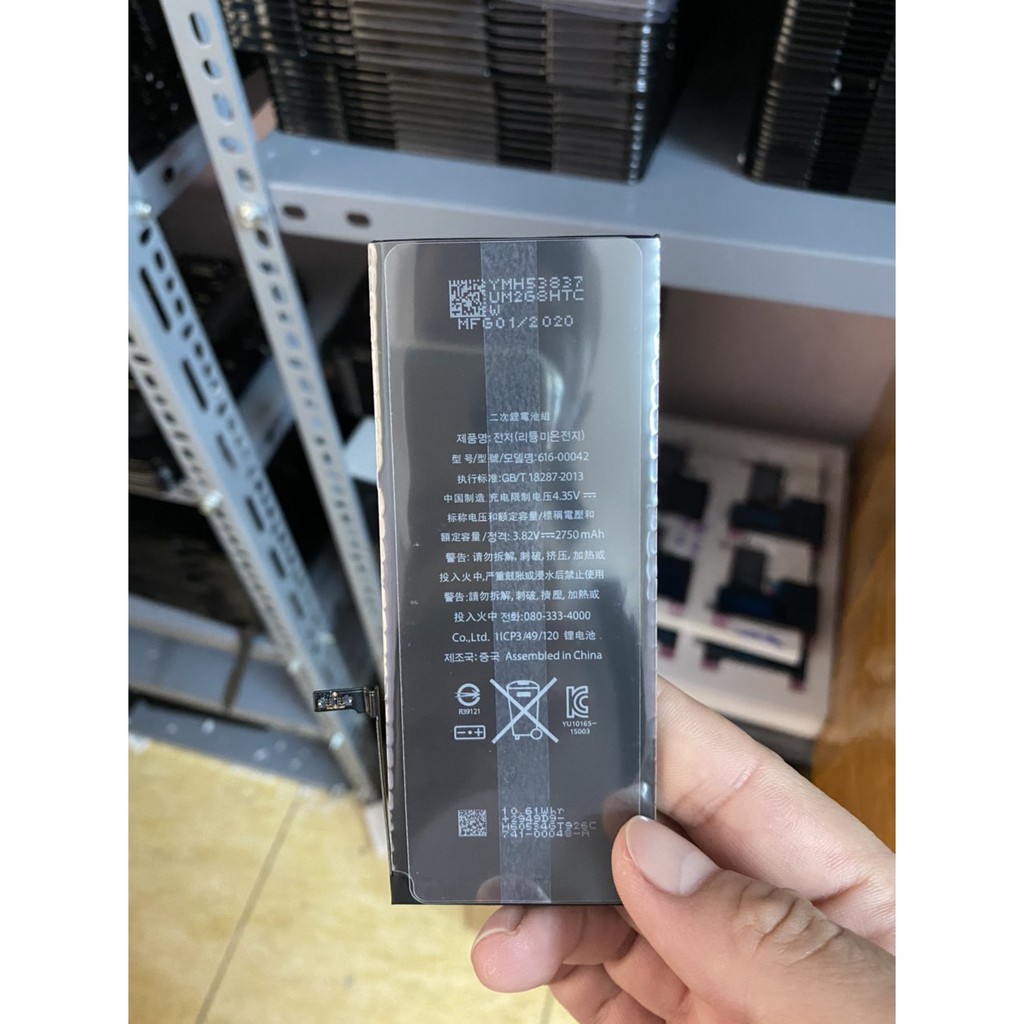 YMH53837
UM2G8HTC
W
MFG01/2020
二次鋰電池組
제품명: 전저(리튬미온전지)
型号/型號/모델명:616-00042
执行标准:GB/T 18287-2013
中国制造 充电限制电压4.35V⎓
标称电压和额定容量/標稱電壓和
額定容量/정격: 3.82V⎓2750 mAh
警告: 请勿拆解, 刺破, 挤压, 加热或
投入火中,严重鼓胀或浸水后禁止使用
警告:請勿拆解, 刺破, 擠壓, 加熱或
投入火中 전화:080-333-4000
Co.,Ltd. 1ICP3/49/120 锂电池
제조국: 중국 Assembled in China
R39121
YU10165-
15003
10.61Whr
+2949D9-
741-0004